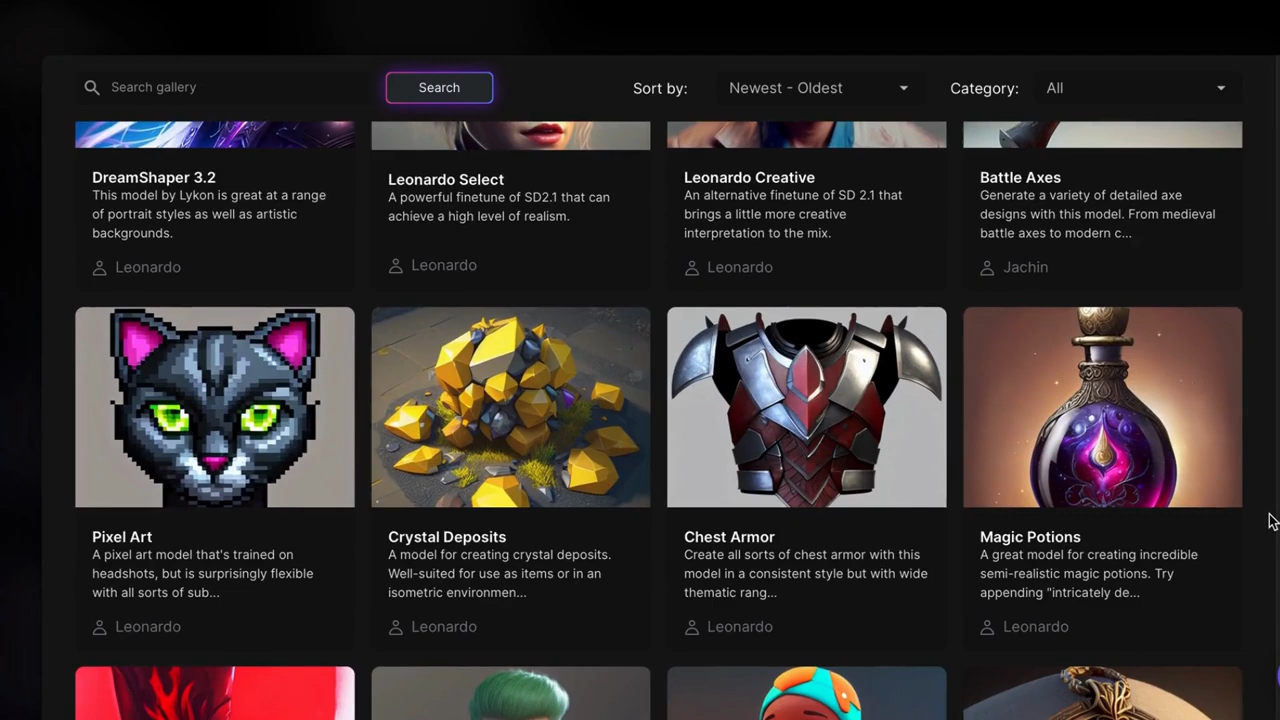 Search gallery
Search
Sort by:
Newest - Oldest
Category:
All
DreamShaper 3.2
This model by Lykon is great at a range
of portrait styles as well as artistic
backgrounds.
Leonardo
Leonardo Select
A powerful finetune of SD2.1 that can
achieve a high level of realism.
Leonardo
Leonardo Creative
An alternative finetune of SD 2.1 that
brings a little more creative
interpretation to the mix.
Leonardo
Battle Axes
Generate a variety of detailed axe
designs with this model. From medieval
battle axes to modern c...
Jachin
Pixel Art
A pixel art model that's trained on
headshots, but is surprisingly flexible
with all sorts of sub...
Leonardo
Crystal Deposits
A model for creating crystal deposits.
Well-suited for use as items or in an
isometric environmen...
Leonardo
Chest Armor
Create all sorts of chest armor with this
model in a consistent style but with wide
thematic rang...
Leonardo
Magic Potions
A great model for creating incredible
semi-realistic magic potions. Try
appending "intricately de...
Leonardo